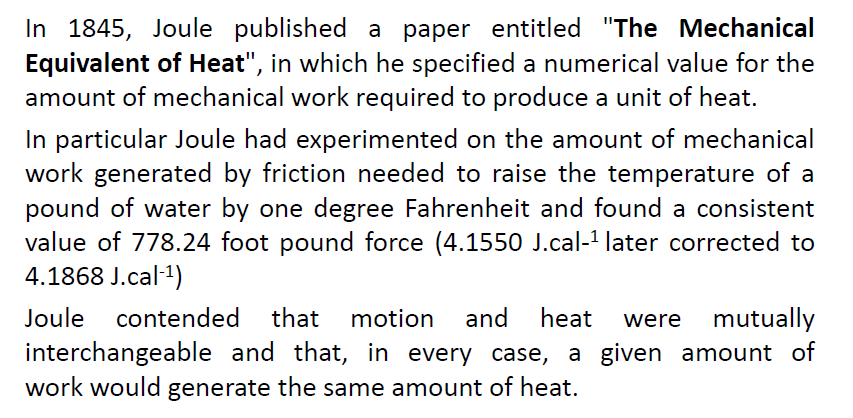 In 1845, Joule published a paper entitled "The Mechanical
Equivalent of Heat", in which he specified a numerical value for the
amount of mechanical work required to produce a unit of heat.
In particular Joule had experimented on the amount of mechanical
work generated by friction needed to raise the temperature of a
pound of water by one degree Fahrenheit and found a consistent
value of 778.24 foot pound force (4.1550 J.cal-¹ later corrected to
4.1868 J.cal⁻¹)
Joule contended that motion and heat were mutually
interchangeable and that, in every case, a given amount of
work would generate the same amount of heat.